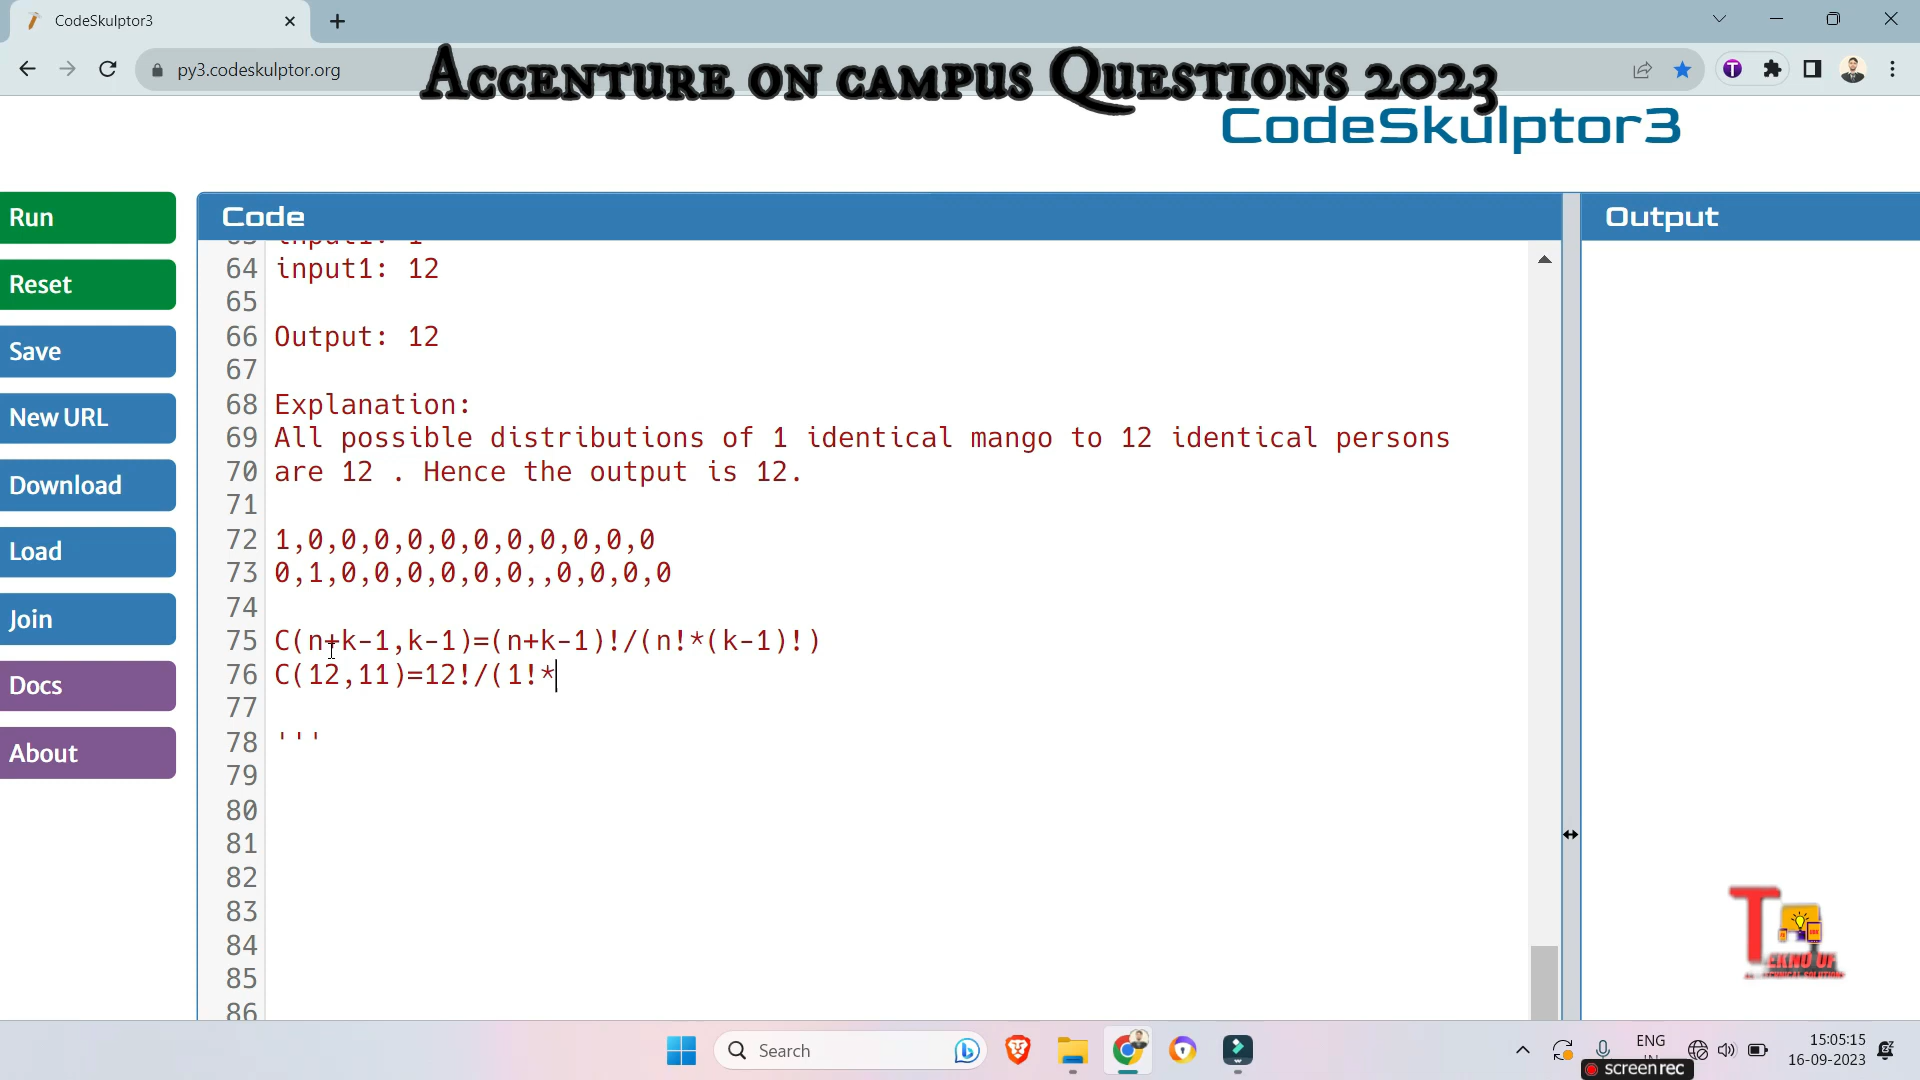 CodeSkulptor3
py3.codeskulptor.org
Accenture on campus Questions 2023
CodeSkulptor3
Run
Reset
Save
New URL
Download
Load
Join
Docs
About
Code
Output
64 input1: 12
65
66 Output: 12
67
68 Explanation:
69 All possible distributions of 1 identical mango to 12 identical persons
70 are 12 . Hence the output is 12.
71
72 1,0,0,0,0,0,0,0,0,0,0,0
73 0,1,0,0,0,0,0,0,,0,0,0,0
74
75 C(n+k-1,k-1)=(n+k-1)!/(n!*(k-1)!)
76 C(12,11)=12!/(1!*
77
78 '''
79
80
81
82
83
84
85
86
Search
ENG
15:05:15
16-09-2023
screenrec